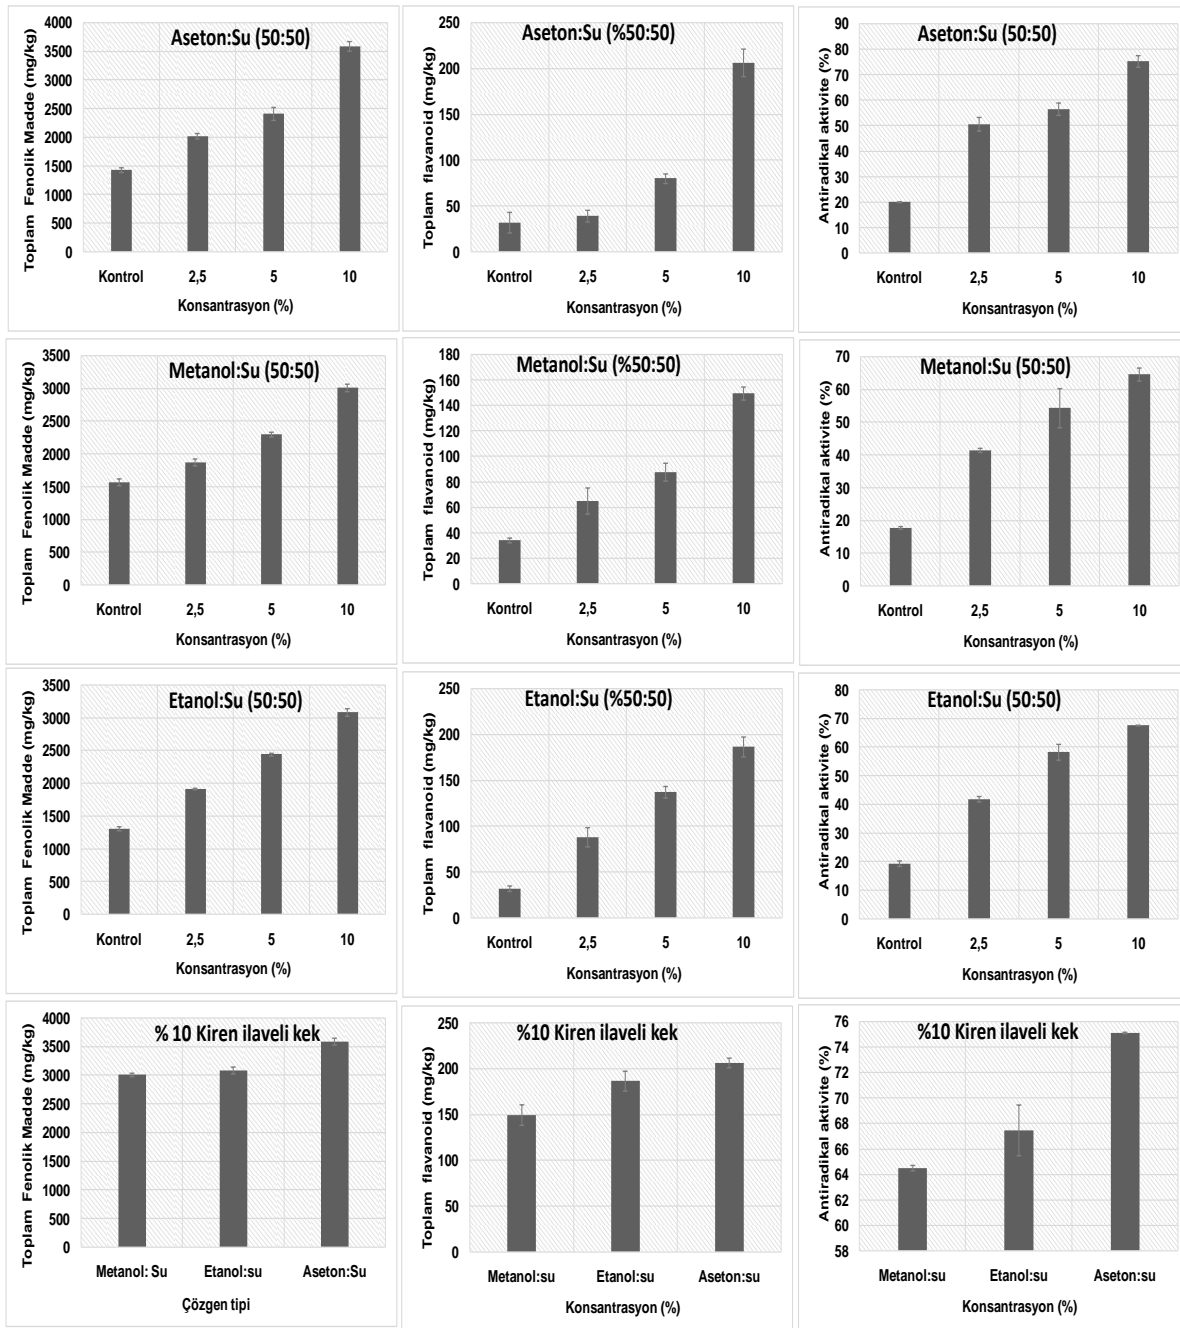 Toplam Fenolik Madde (mg/kg)
Aseton:Su (50:50)
4000
3500
3000
2500
2000
1500
1000
500
0
Kontrol 2,5 5 10
Konsantrasyon (%)
Toplam flavanoid (mg/kg)
Aseton:Su (%50:50)
250
200
150
100
50
0
Kontrol 2,5 5 10
Konsantrasyon (%)
Antiradikal aktivite (%)
Aseton:Su (50:50)
90
80
70
60
50
40
30
20
10
0
Kontrol 2,5 5 10
Konsantrasyon (%)
Toplam Fenolik Madde (mg/kg)
Metanol:Su (50:50)
3500
3000
2500
2000
1500
1000
500
0
Kontrol 2,5 5 10
Konsantrasyon (%)
Toplam flavanoid (mg/kg)
Metanol:Su (%50:50)
180
160
140
120
100
80
60
40
20
0
Kontrol 2,5 5 10
Konsantrasyon (%)
Antiradikal aktivite (%)
Metanol:Su (50:50)
70
60
50
40
30
20
10
0
Kontrol 2,5 5 10
Konsantrasyon (%)
Toplam Fenolik Madde (mg/kg)
Etanol:Su (50:50)
3500
3000
2500
2000
1500
1000
500
0
Kontrol 2,5 5 10
Konsantrasyon (%)
Toplam flavanoid (mg/kg)
Etanol:Su (%50:50)
250
200
150
100
50
0
Kontrol 2,5 5 10
Konsantrasyon (%)
Antiradikal aktivite (%)
Etanol:Su (50:50)
80
70
60
50
40
30
20
10
0
Kontrol 2,5 5 10
Konsantrasyon (%)
Toplam Fenolik Madde (mg/kg)
% 10 Kiren ilaveli kek
4000
3500
3000
2500
2000
1500
1000
500
0
Metanol: Su Etanol:su Aseton:Su
Çözgen tipi
Toplam flavanoid (mg/kg)
%10 Kiren ilaveli kek
250
200
150
100
50
0
Metanol:su Etanol:su Aseton:Su
Konsantrasyon (%)
Antiradikal aktivite (%)
%10 Kiren ilaveli kek
76
74
72
70
68
66
64
62
60
58
Metanol:su Etanol:su Aseton:Su
Konsantrasyon (%)